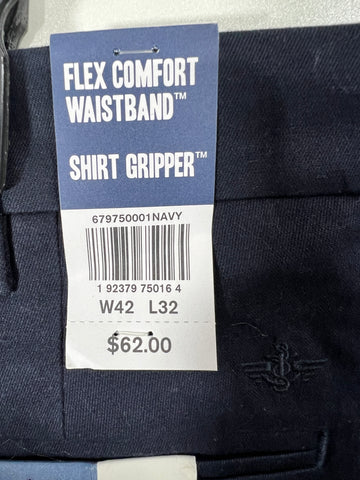 FLEX COMFORT
WAISTBAND™
SHIRT GRIPPER™
679750001NAVY
1 92379 75016 4
W42 L32
$62.00